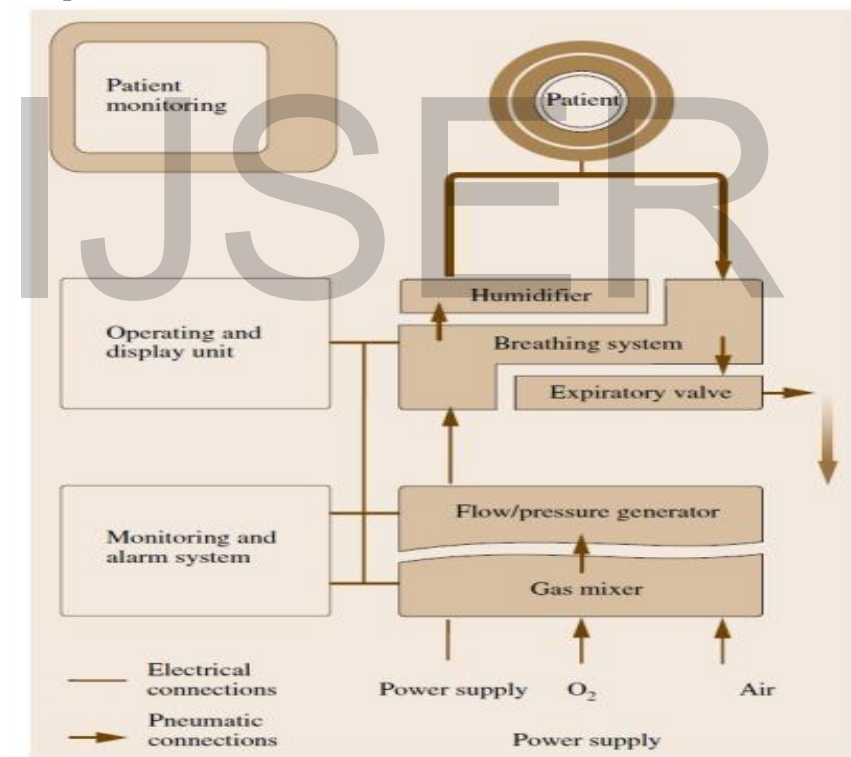 Patient
monitoring
Patient
IJSER
Humidifier
Operating and
display unit
Breathing system
Expiratory valve
Flow/pressure generator
Monitoring and
alarm system
Gas mixer
Electrical
connections
Power supply
O₂
Air
Pneumatic
connections
Power supply